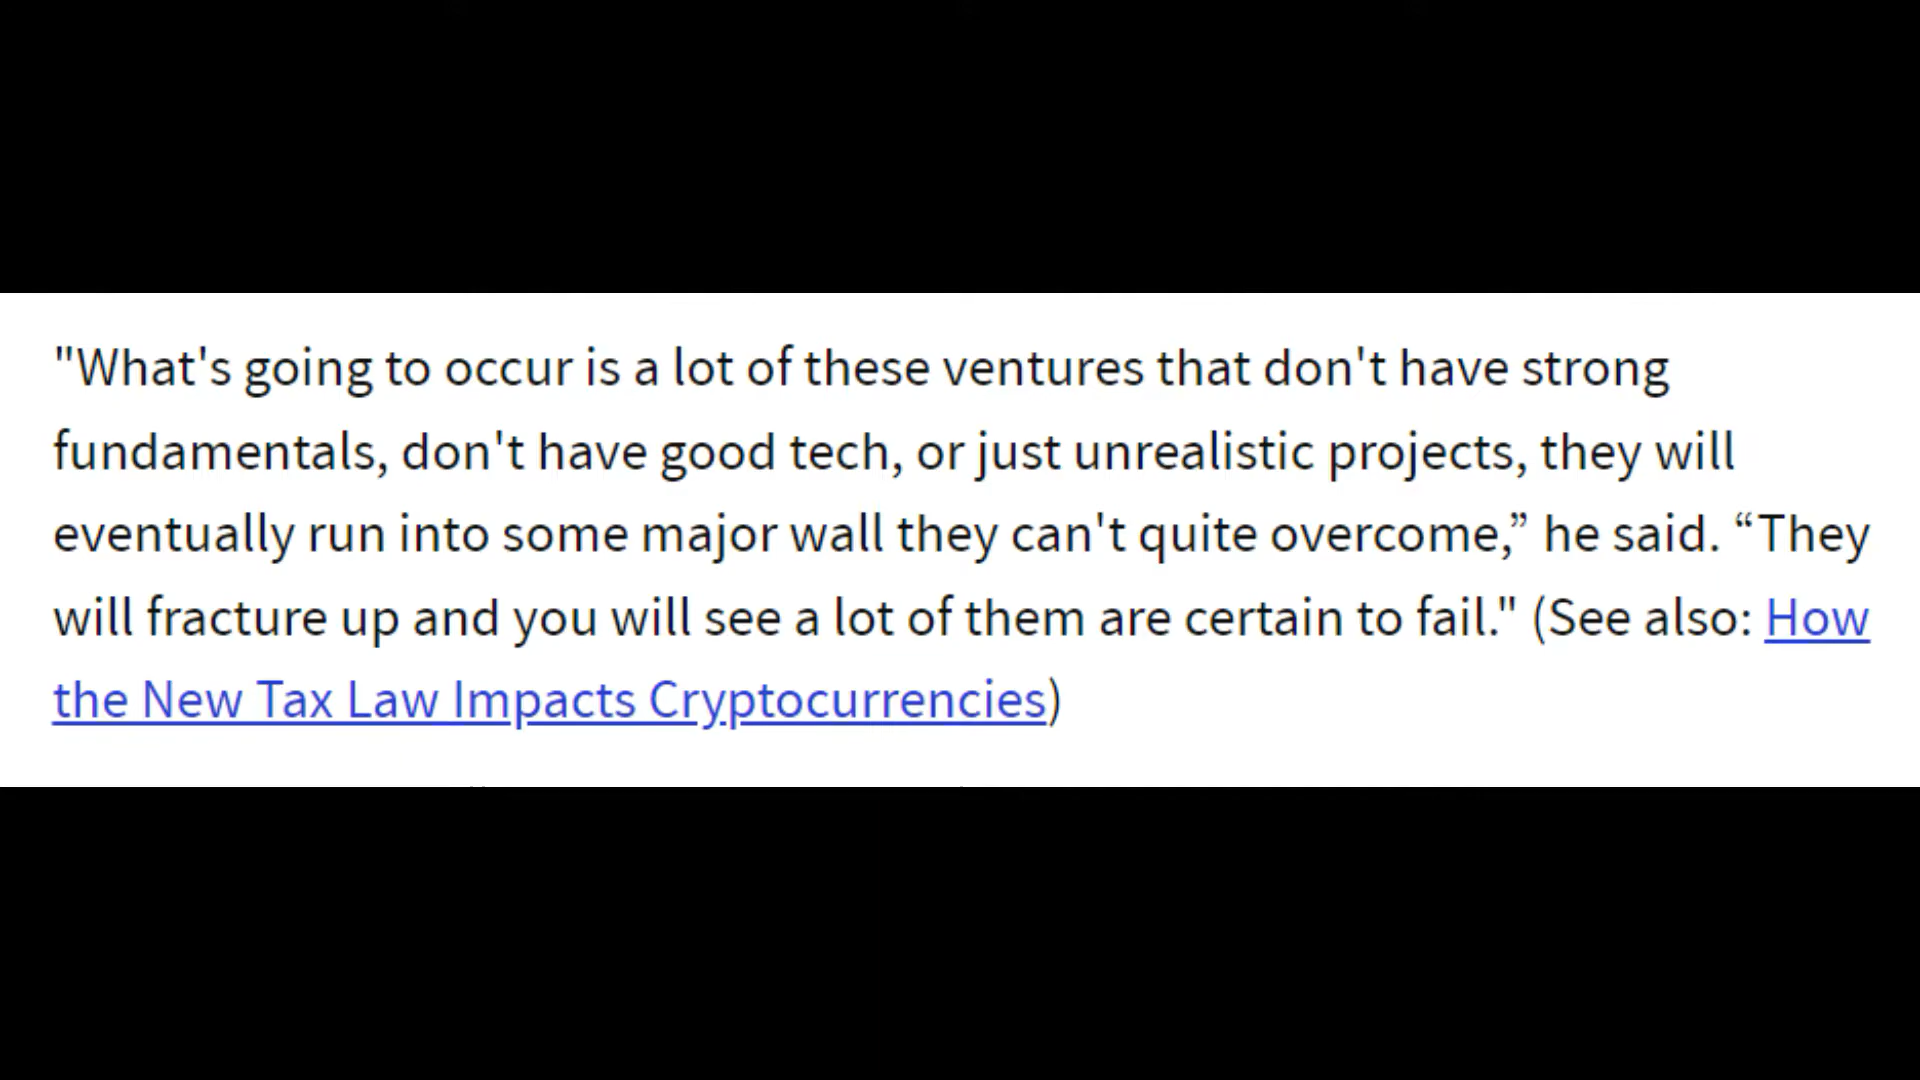 "What's going to occur is a lot of these ventures that don't have strong
fundamentals, don't have good tech, or just unrealistic projects, they will
eventually run into some major wall they can't quite overcome,” he said. “They
will fracture up and you will see a lot of them are certain to fail." (See also: How
the New Tax Law Impacts Cryptocurrencies)